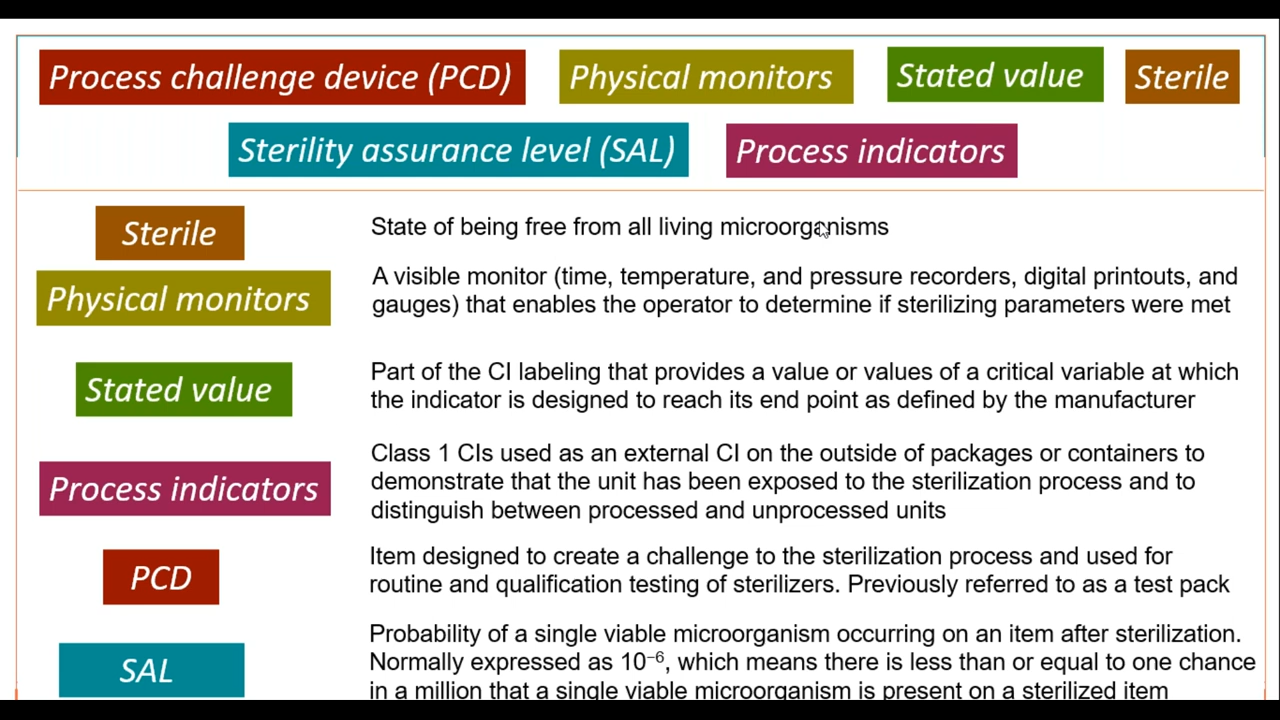 Process challenge device (PCD) Physical monitors Stated value Sterile
Sterility assurance level (SAL) Process indicators
Sterile
State of being free from all living microorganisms
Physical monitors
A visible monitor (time, temperature, and pressure recorders, digital printouts, and
gauges) that enables the operator to determine if sterilizing parameters were met
Stated value
Part of the CI labeling that provides a value or values of a critical variable at which
the indicator is designed to reach its end point as defined by the manufacturer
Process indicators
Class 1 CIs used as an external CI on the outside of packages or containers to
demonstrate that the unit has been exposed to the sterilization process and to
distinguish between processed and unprocessed units
PCD
Item designed to create a challenge to the sterilization process and used for
routine and qualification testing of sterilizers. Previously referred to as a test pack
SAL
Probability of a single viable microorganism occurring on an item after sterilization.
Normally expressed as 10⁻⁶, which means there is less than or equal to one chance
in a million that a single viable microorganism is present on a sterilized item